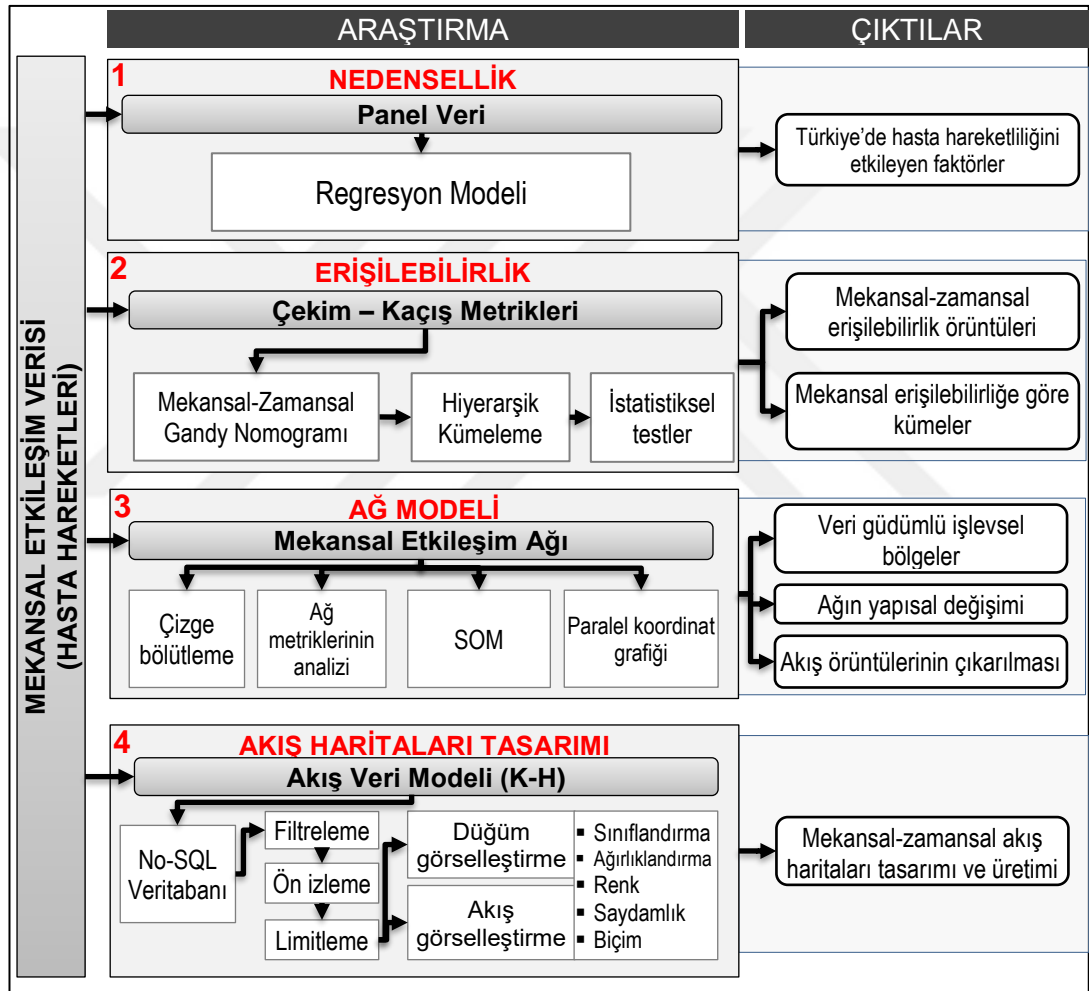 ARAŞTIRMA
ÇIKTILAR
MEKANSAL ETKİLEŞİM VERİSİ
(HASTA HAREKETLERİ)
1
NEDENSELLİK
Panel Veri
Regresyon Modeli
Türkiye’de hasta hareketliliğini
etkileyen faktörler
2
ERİŞİLEBİLİRLİK
Çekim – Kaçış Metrikleri
Mekansal-Zamansal
Gandy Nomogramı
Hiyerarşik
Kümeleme
İstatistiksel
testler
Mekansal-zamansal
erişilebilirlik örüntüleri
Mekansal erişilebilirliğe göre
kümeler
3
AĞ MODELİ
Mekansal Etkileşim Ağı
Çizge
bölütleme
Ağ
metriklerinin
analizi
SOM
Paralel koordinat
grafiği
Veri güdümlü işlevsel
bölgeler
Ağın yapısal değişimi
Akış örüntülerinin çıkarılması
4
AKIŞ HARİTALARI TASARIMI
Akış Veri Modeli (K-H)
No-SQL
Veritabanı
Filtreleme
Ön izleme
Limitleme
Düğüm
görselleştirme
Akış
görselleştirme
▪ Sınıflandırma
▪ Ağırlıklandırma
▪ Renk
▪ Saydamlık
▪ Biçim
Mekansal-zamansal akış
haritaları tasarımı ve üretimi